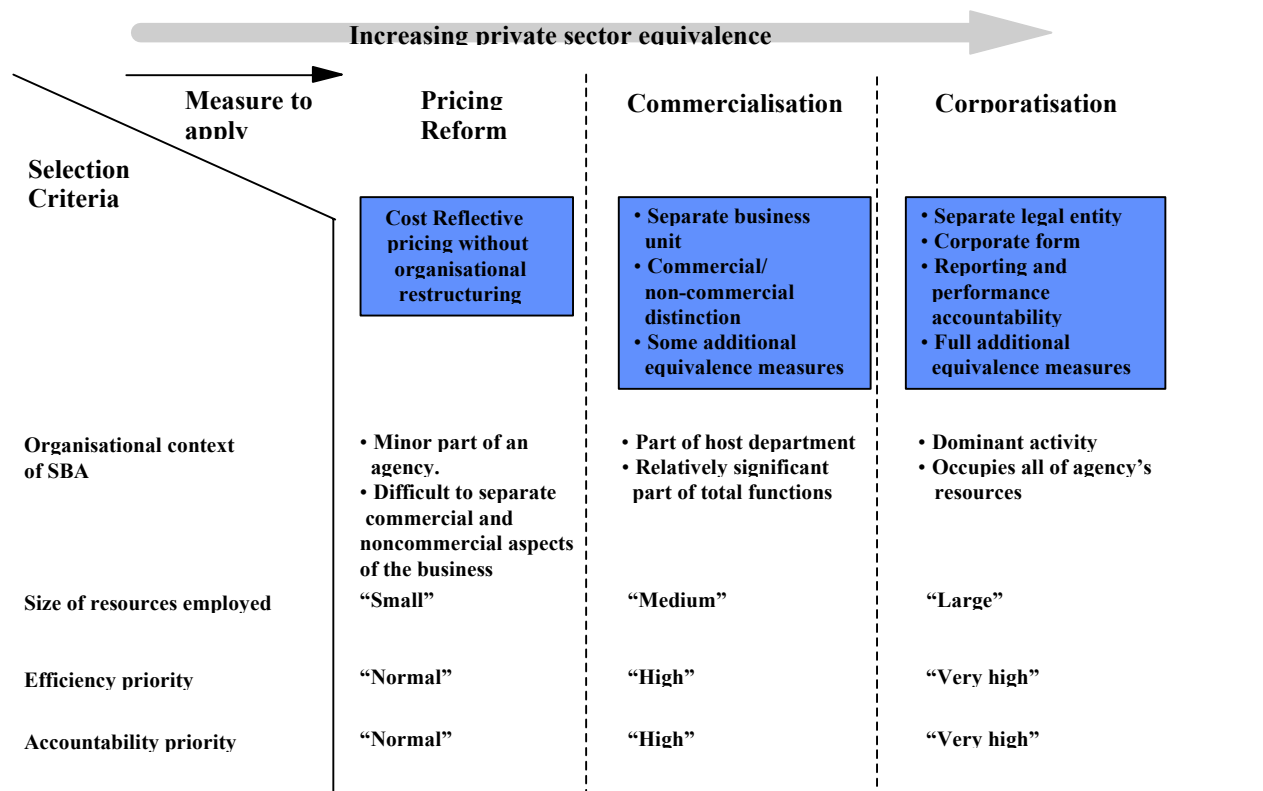 Increasing private sector equivalence
Measure to
apply
Pricing
Reform
Commercialisation
Corporatisation
Selection
Criteria
Cost Reflective
pricing without
organisational
restructuring
• Separate business
unit
• Commercial/
non-commercial
distinction
• Some additional
equivalence measures
• Separate legal entity
• Corporate form
• Reporting and
performance
accountability
• Full additional
equivalence measures
Organisational context
of SBA
• Minor part of an
agency.
• Difficult to separate
commercial and
noncommercial aspects
of the business
• Part of host department
• Relatively significant
part of total functions
• Dominant activity
• Occupies all of agency’s
resources
Size of resources employed
“Small”
“Medium”
“Large”
Efficiency priority
“Normal”
“High”
“Very high”
Accountability priority
“Normal”
“High”
“Very high”